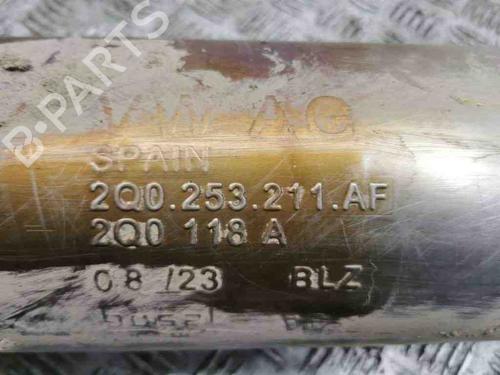 B-PARTS
VW AG
SPAIN
2Q0.253.211.AF
2Q0 118 A
08 /23 BLZ